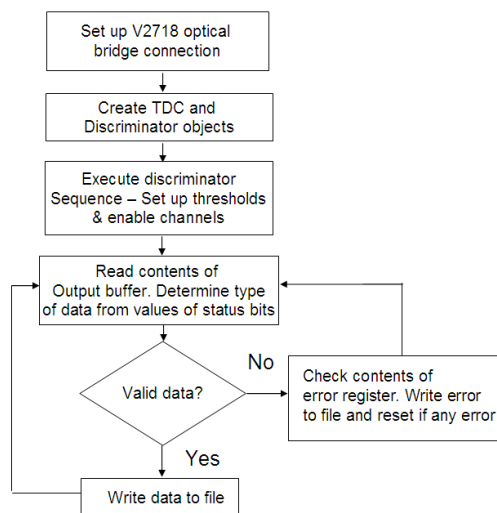 Set up V2718 optical
bridge connection
Create TDC and
Discriminator objects
Execute discriminator
Sequence – Set up thresholds
& enable channels
Read contents of
Output buffer. Determine type
of data from values of status bits
Valid data?
No
Check contents of
error register. Write error
to file and reset if any error
Yes
Write data to file